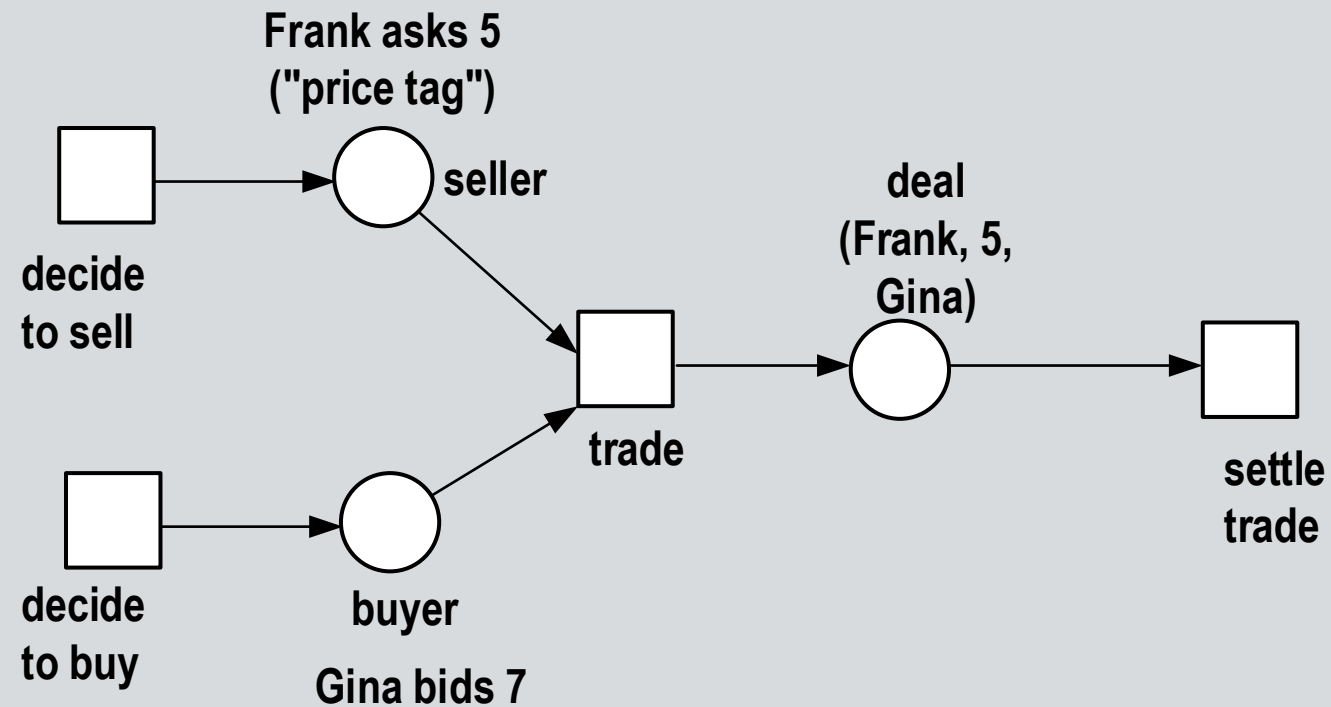 Frank asks 5
("price tag")
seller
decide
to sell
deal
(Frank, 5,
Gina)
trade
settle
trade
decide
to buy
buyer
Gina bids 7